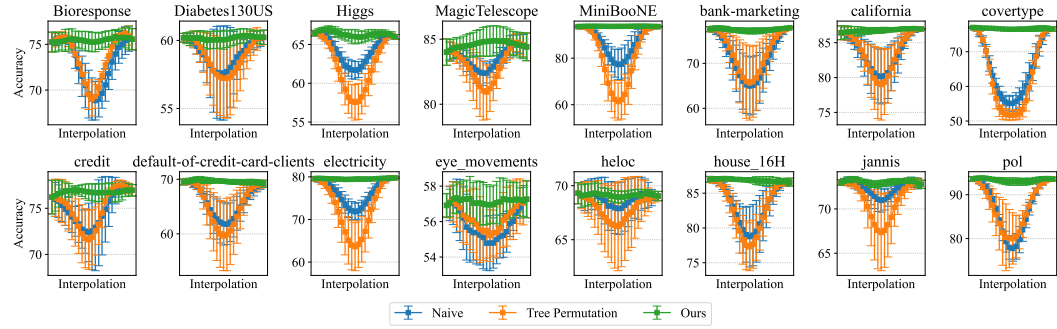 Bioresponse
Diabetes130US
Higgs
MagicTelescope
MiniBooNE
bank-marketing
california
covertype
Accuracy
75
70
Interpolation
60
55
Interpolation
65
60
55
Interpolation
85
80
Interpolation
80
60
Interpolation
70
60
Interpolation
85
80
75
Interpolation
70
60
50
Interpolation
credit
default-of-credit-card-clients
electricity
eye_movements
heloc
house_16H
jannis
pol
Accuracy
75
70
Interpolation
70
60
Interpolation
80
70
60
Interpolation
58
56
54
Interpolation
70
65
Interpolation
85
80
75
Interpolation
75
70
65
Interpolation
90
80
Interpolation
Naive
Tree Permutation
Ours